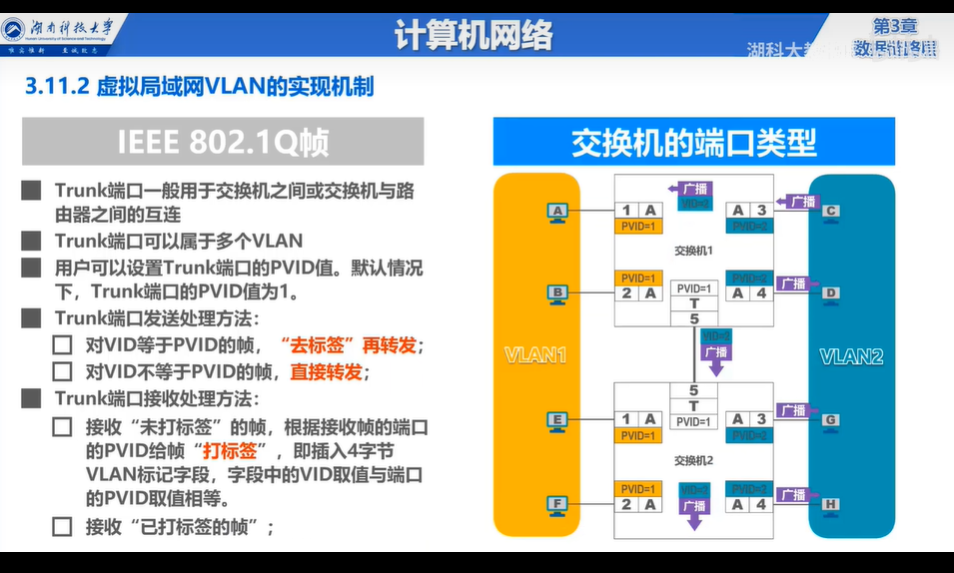 湖南科技大学
Hunan University of Science and Technology
唯实惟新 至诚致志
计算机网络
第3章
数据链路层
湖科大教
3.11.2 虚拟局域网VLAN的实现机制
IEEE 802.1Q帧
Trunk端口一般用于交换机之间或交换机与路
由器之间的互连
Trunk端口可以属于多个VLAN
用户可以设置Trunk端口的PVID值。默认情况
下，Trunk端口的PVID值为1。
Trunk端口发送处理方法：
对VID等于PVID的帧，“去标签”再转发；
对VID不等于PVID的帧，直接转发；
Trunk端口接收处理方法：
接收“未打标签”的帧，根据接收帧的端口
的PVID给帧“打标签”，即插入4字节
VLAN标记字段，字段中的VID取值与端口
的PVID取值相等。
接收“已打标签的帧”；
交换机的端口类型
广播
VID=2
广播
A
1 A
A 3
C
PVID=1
PVID=2
交换机1
PVID=1
PVID=2
广播
B
2 A
PVID=1
A 4
D
T
5
VID=2
广播
VLAN1
VLAN2
5
T
PVID=1
广播
E
1 A
A 3
G
PVID=1
PVID=2
交换机2
PVID=1
VID=2
PVID=2
广播
F
2 A
广播
A 4
H